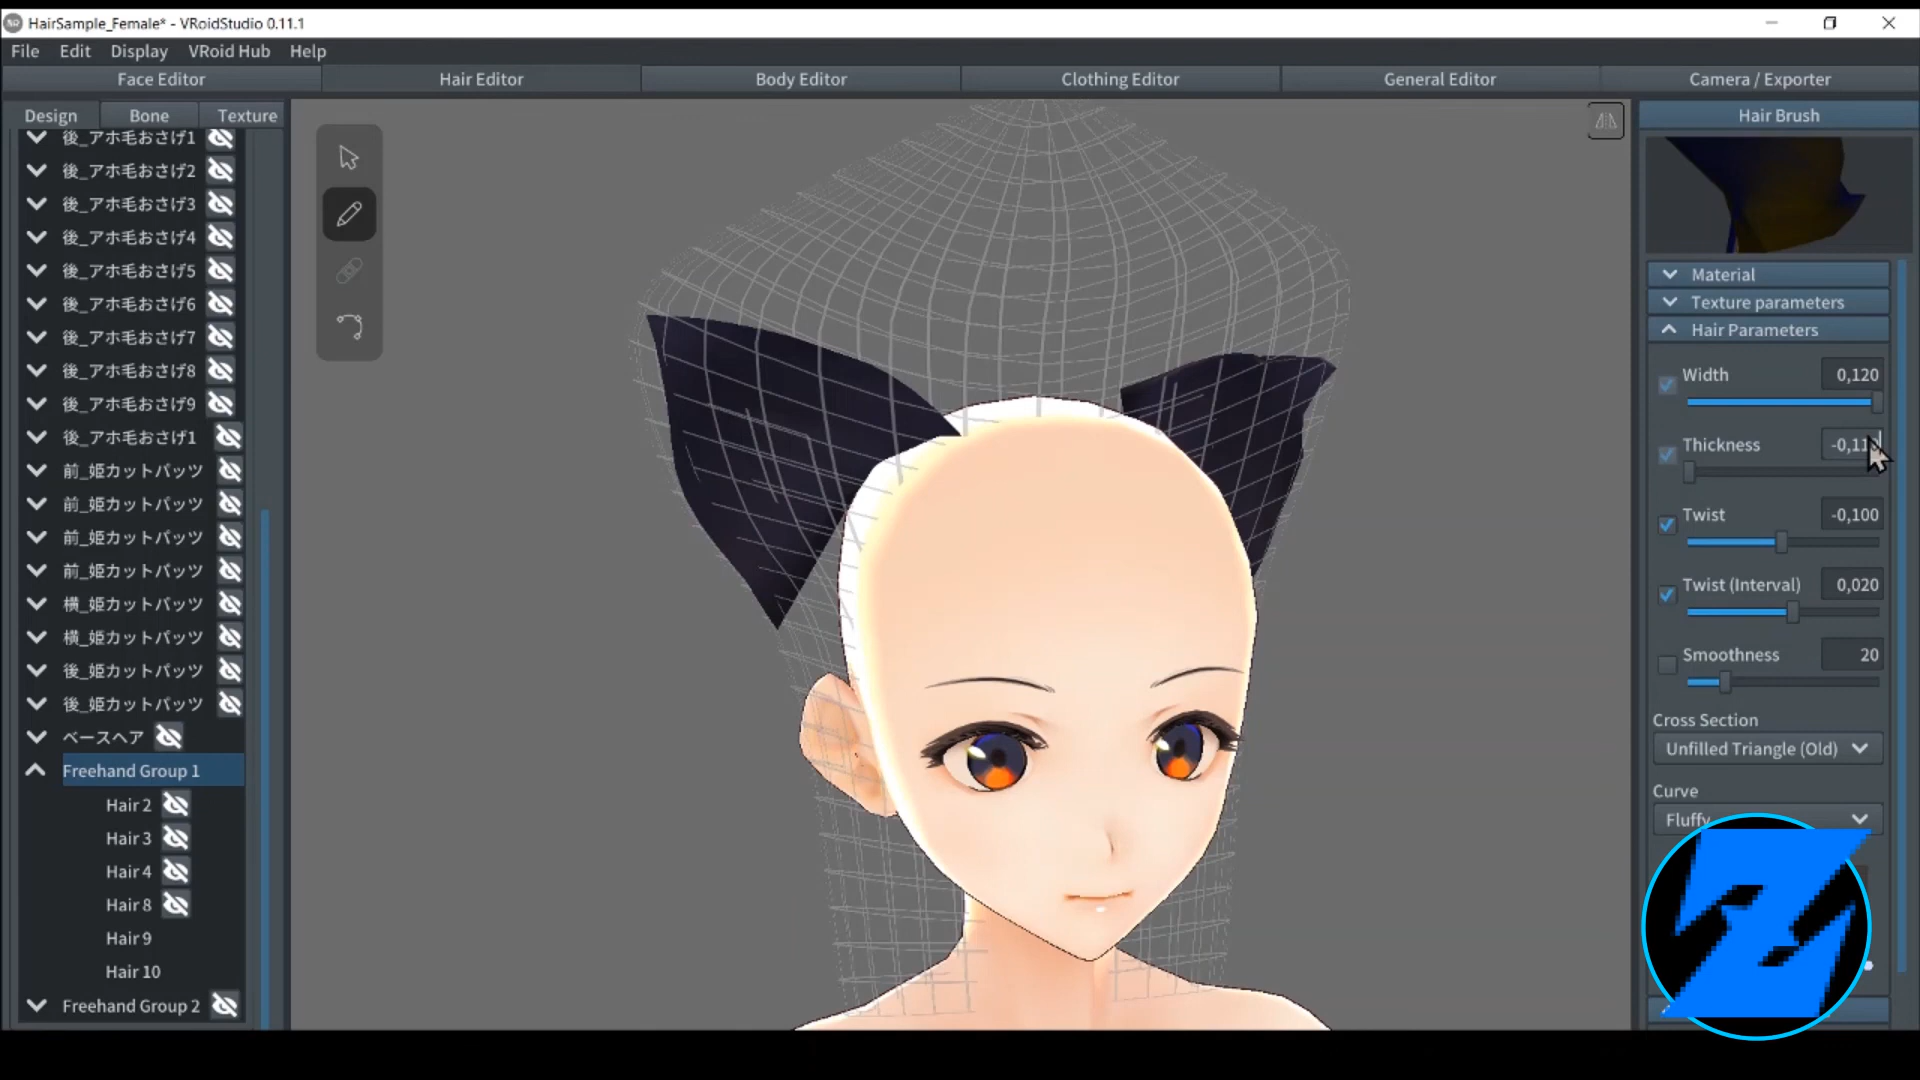 HairSample_Female* - VRoidStudio 0.11.1
File Edit Display VRoid Hub Help
Face Editor Hair Editor Body Editor Clothing Editor General Editor Camera / Exporter
Design Bone Texture
後_アホ毛おさげ1
後_アホ毛おさげ2
後_アホ毛おさげ3
後_アホ毛おさげ4
後_アホ毛おさげ5
後_アホ毛おさげ6
後_アホ毛おさげ7
後_アホ毛おさげ8
後_アホ毛おさげ9
後_アホ毛おさげ1
前_姫カットパッツ
前_姫カットパッツ
前_姫カットパッツ
前_姫カットパッツ
横_姫カットパッツ
横_姫カットパッツ
後_姫カットパッツ
後_姫カットパッツ
ベースヘア
Freehand Group 1
Hair 2
Hair 3
Hair 4
Hair 8
Hair 9
Hair 10
Freehand Group 2
Hair Brush
Material
Texture parameters
Hair Parameters
Width 0,120
Thickness
Twist -0,100
Twist (Interval) 0,020
Smoothness 20
Cross Section
Unfilled Triangle (Old)
Curve
Fluffy